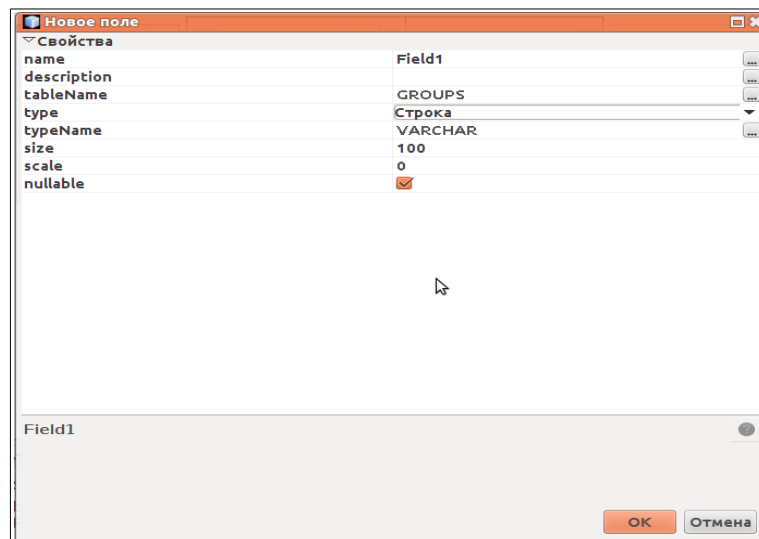 Новое поле
Свойства
name Field1
description
tableName GROUPS
type Строка
typeName VARCHAR
size 100
scale 0
nullable
Field1
OK Отмена